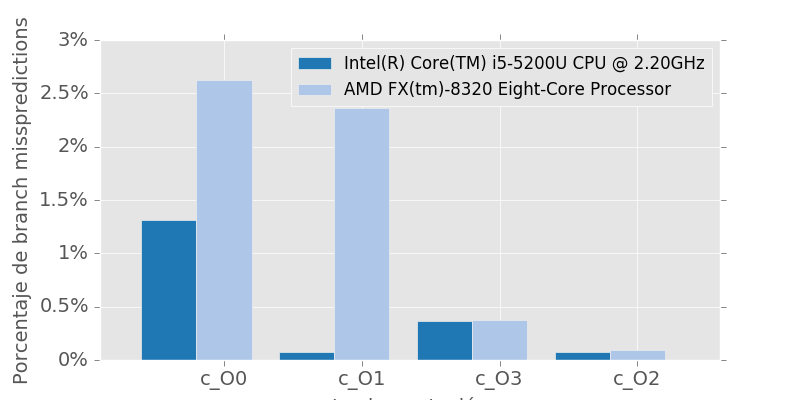 Porcentaje de branch misspredictions
3%
2.5%
2%
1.5%
1%
0.5%
0%
Intel(R) Core(TM) i5-5200U CPU @ 2.20GHz
AMD FX(tm)-8320 Eight-Core Processor
c_O0 c_O1 c_O3 c_O2